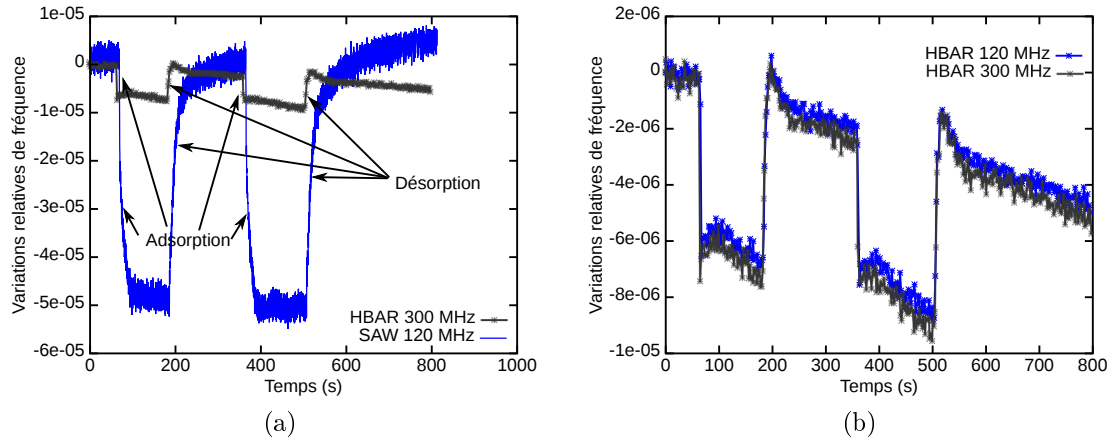 1e-05
0
-1e-05
-2e-05
-3e-05
-4e-05
-5e-05
-6e-05
Variations relatives de fréquence
Adsorption
Désorption
HBAR 300 MHz
SAW 120 MHz
0 200 400 600 800 1000
Temps (s)
(a)
2e-06
0
-2e-06
-4e-06
-6e-06
-8e-06
-1e-05
Variations relatives de fréquence
HBAR 120 MHz
HBAR 300 MHz
0 100 200 300 400 500 600 700 800
Temps (s)
(b)